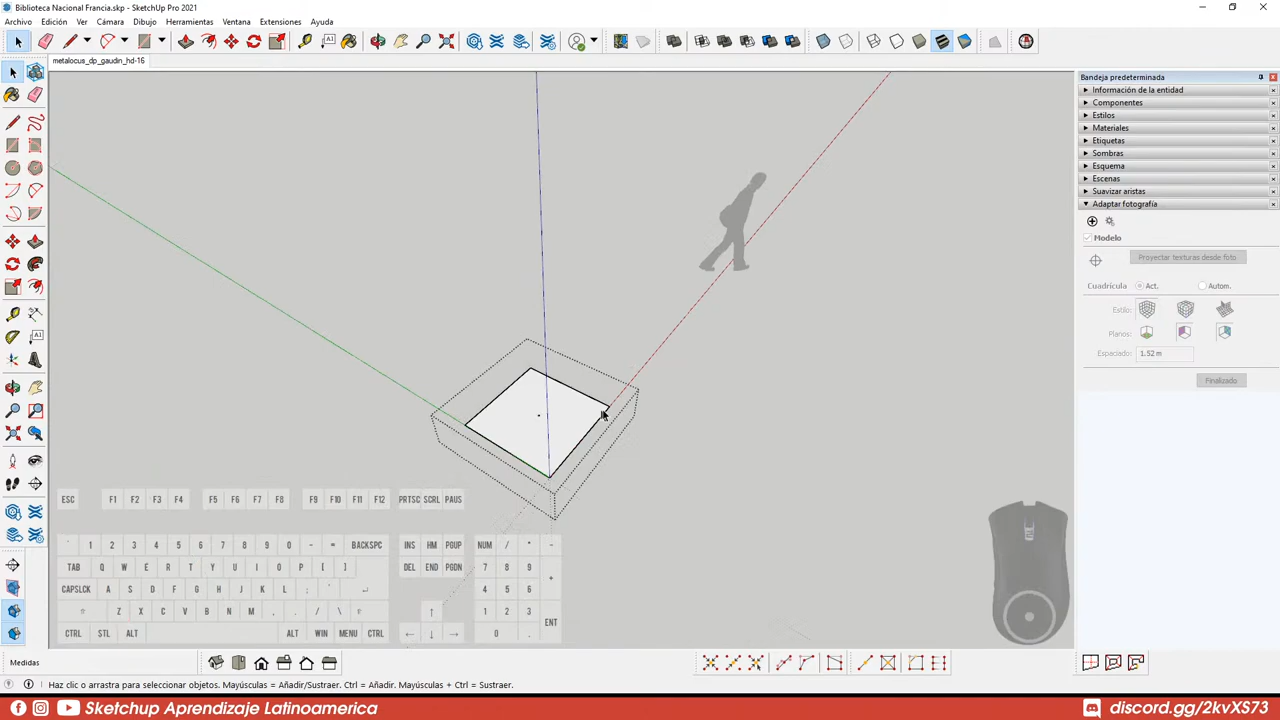 Biblioteca Nacional Francia.skp - SketchUp Pro 2021
Archivo Edición Ver Cámara Dibujo Herramientas Ventana Extensiones Ayuda
metalocus_dp_gaudin_hd-16
Bandeja predeterminada
Información de la entidad
Componentes
Estilos
Materiales
Etiquetas
Sombras
Esquema
Escenas
Suavizar aristas
Adaptar fotografía
Modelo
Proyectar texturas desde foto
Cuadrícula Act. Autom.
Estilo:
Planos:
Espaciado: 1.52 m
Finalizado
ESC F1 F2 F3 F4 F5 F6 F7 F8 F9 F10 F11 F12 PRTSC SCRL PAUS
` 1 2 3 4 5 6 7 8 9 0 - = BACKSPC INS HM PGUP NUM / * -
TAB Q W E R T Y U I O P [ ] DEL END PGDN 7 8 9 +
CAPSLCK A S D F G H J K L ; ' 4 5 6
Z X C V B N M , . / \ 1 2 3 ENT
CTRL STL ALT ALT WIN MENU CTRL 0 .
Medidas
Haz clic o arrastra para seleccionar objetos. Mayúsculas = Añadir/Sustraer. Ctrl = Añadir. Mayúsculas + Ctrl = Sustraer.
Sketchup Aprendizaje Latinoamerica
discord.gg/2kvXS73